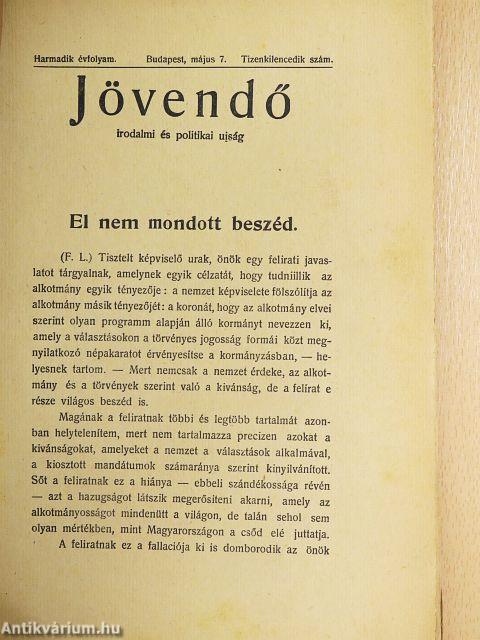 Harmadik évfolyam. Budapest, május 7. Tizenkilencedik szám.
Jövendő
irodalmi és politikai ujság
El nem mondott beszéd.
(F. L.) Tisztelt képviselő urak, önök egy felirati javas-
latot tárgyalnak, amelynek egyik célzatát, hogy tudniillik az
alkotmány egyik tényezője: a nemzet képviselete fölszólítja az
alkotmány másik tényezőjét: a koronát, hogy az alkotmány elvei
szerint olyan programm alapján álló kormányt nevezzen ki,
amely a választásokon a törvényes jogosság formái közt meg-
nyilatkozó népakaratot érvényesítse a kormányzásban, — he-
lyesnek tartom. — Mert nemcsak a nemzet érdeke, az alkot-
mány és a törvények szerint való a kivánság, de a felirat e
része világos beszéd is.
Magának a feliratnak többi és legtöbb tartalmát azon-
ban helytelenítem, mert nem tartalmazza precizen azokat a
kivánságokat, amelyeket a nemzet a választások alkalmával,
a kiosztott mandátumok számaránya szerint kinyilvánított.
Sőt a feliratnak ez a hiánya — ebbeli szándékossága révén
— azt a hazugságot látszik megerősiteni akarni, amely az
alkotmányosságot mindenütt a világon, de talán sehol sem
olyan mértékben, mint Magyarországon a csőd elé juttatja.
A feliratnak ez a fallaciója ki is domborodik az önök
Antikvárium.hu